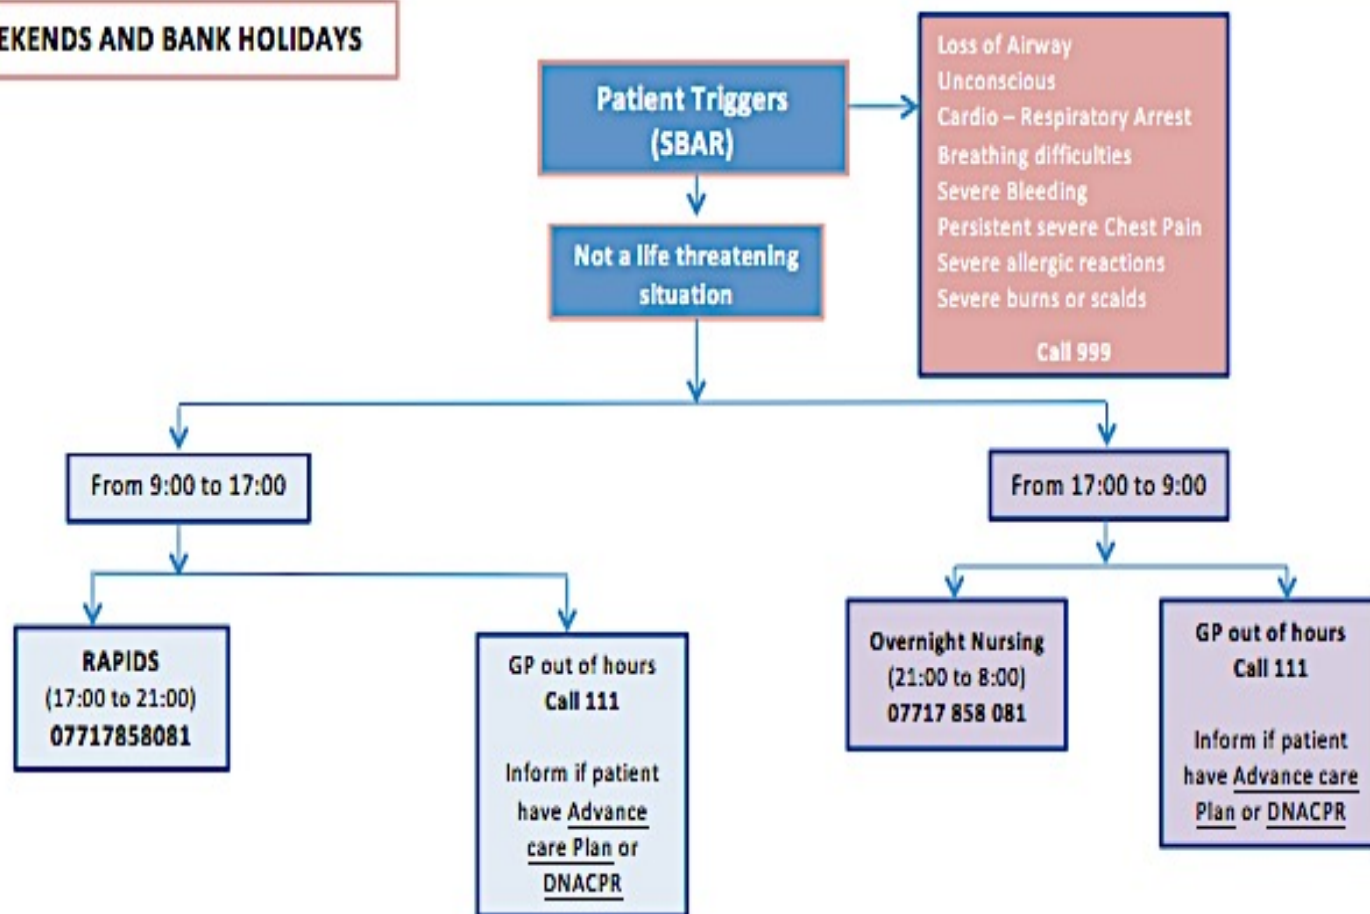 EKENDS AND BANK HOLIDAYS
Patient Triggers
(SBAR)
Loss of Airway
Unconscious
Cardio – Respiratory Arrest
Breathing difficulties
Severe Bleeding
Persistent severe Chest Pain
Severe allergic reactions
Severe burns or scalds
Call 999
Not a life threatening
situation
From 9:00 to 17:00
From 17:00 to 9:00
RAPIDS
(17:00 to 21:00)
07717858081
GP out of hours
Call 111
Inform if patient
have Advance
care Plan or
DNACPR
Overnight Nursing
(21:00 to 8:00)
07717 858 081
GP out of hours
Call 111
Inform if patient
have Advance care
Plan or DNACPR